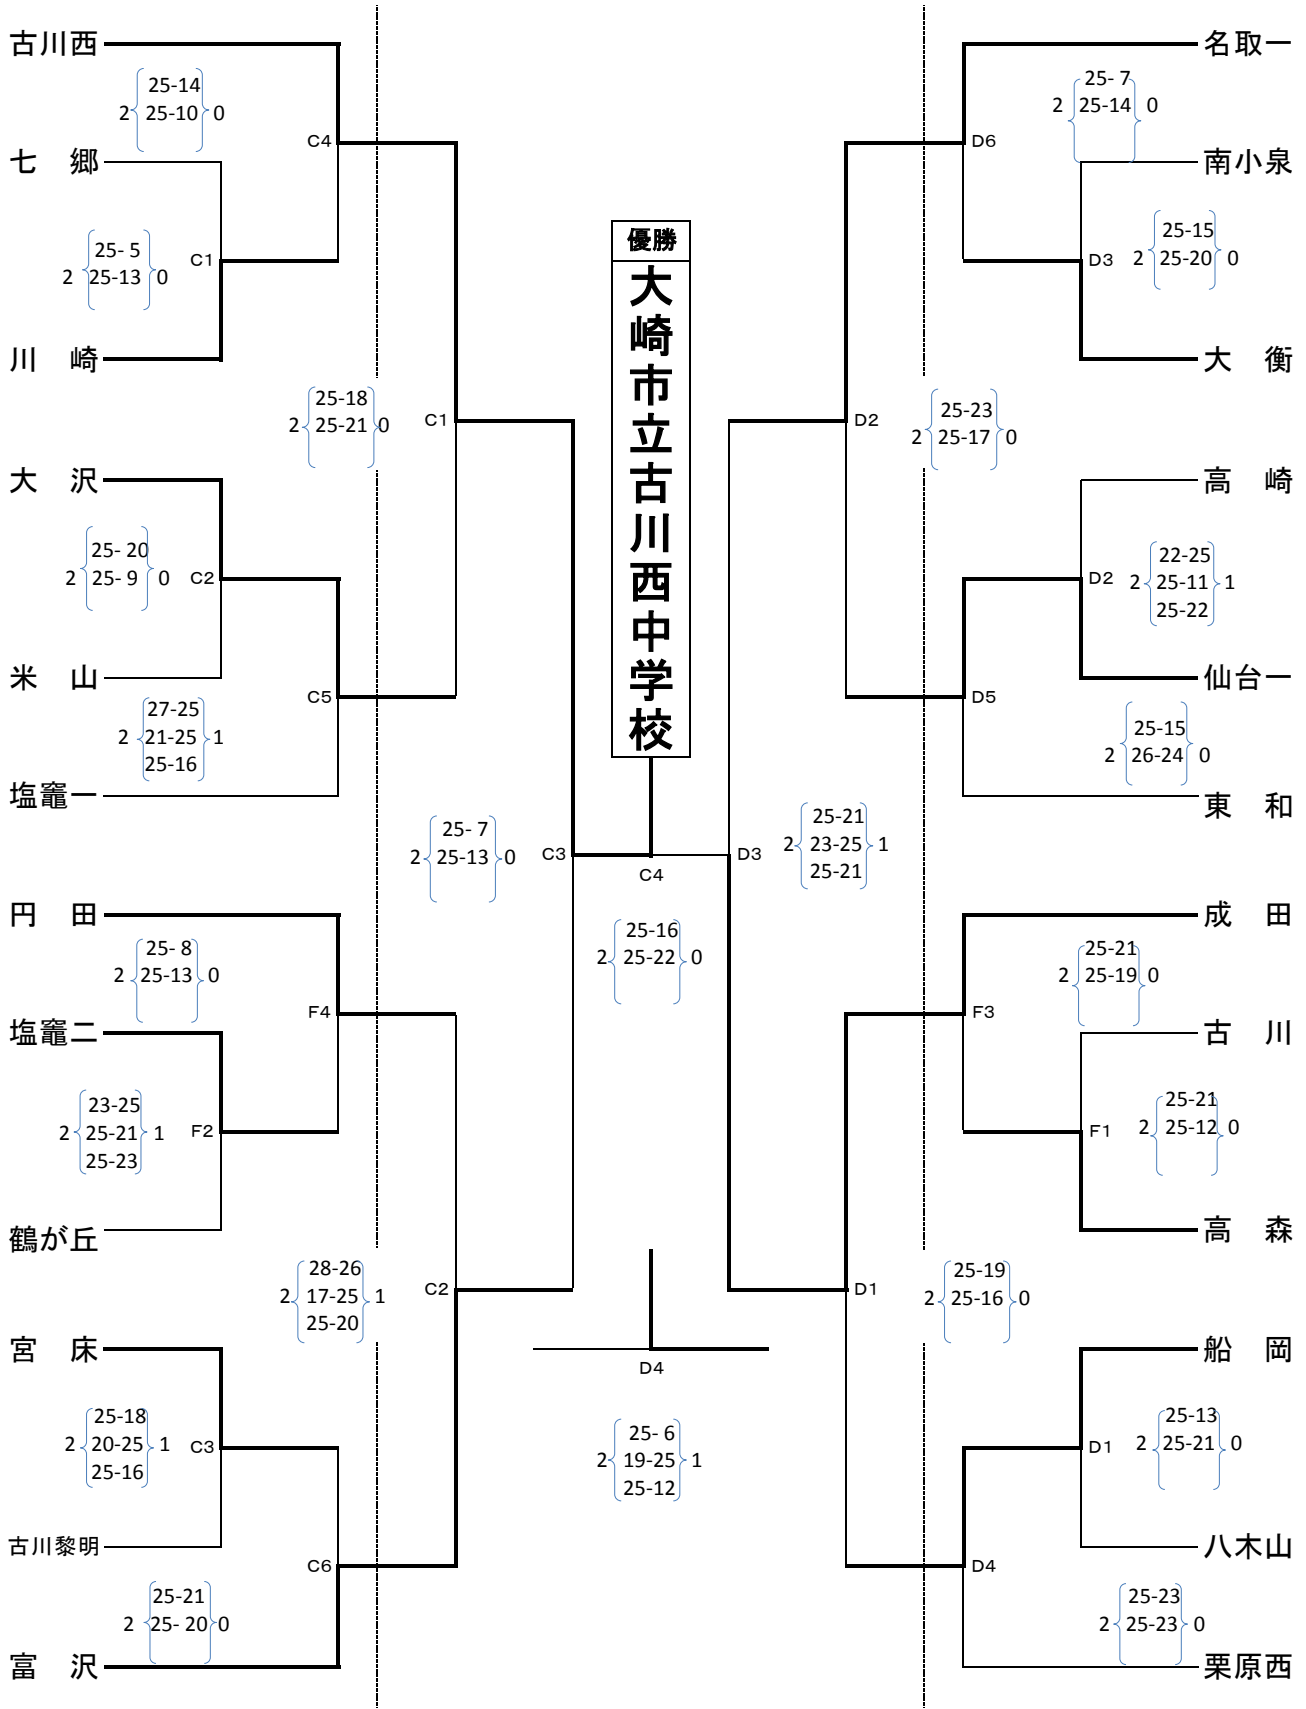 古川西
25-14
2 25-10 0
C4
七　郷
25- 5
2 25-13 0
C1
川　崎
25-18
2 25-21 0
C1
大　沢
25- 20
2 25- 9 0
C2
米　山
C5
27-25
2 21-25 1
25-16
塩竈一
25- 7
2 25-13 0
C3
円　田
25- 8
2 25-13 0
F4
塩竈二
23-25
2 25-21 1
25-23
F2
鶴が丘
28-26
2 17-25 1
25-20
C2
宮　床
25-18
2 20-25 1
25-16
C3
古川黎明
C6
25-21
2 25- 20 0
富　沢
優勝
大崎市立古川西中学校
C4
25-16
2 25-22 0
D4
25- 6
2 19-25 1
25-12
名取一
25- 7
2 25-14 0
D6
南小泉
25-15
2 25-20 0
D3
大　衡
D2
25-23
2 25-17 0
高　崎
D2
22-25
2 25-11 1
25-22
仙台一
D5
25-15
2 26-24 0
東　和
D3
25-21
2 23-25 1
25-21
成　田
25-21
2 25-19 0
F3
古　川
25-21
2 25-12 0
F1
高　森
D1
25-19
2 25-16 0
船　岡
25-13
2 25-21 0
D1
八木山
D4
25-23
2 25-23 0
栗原西